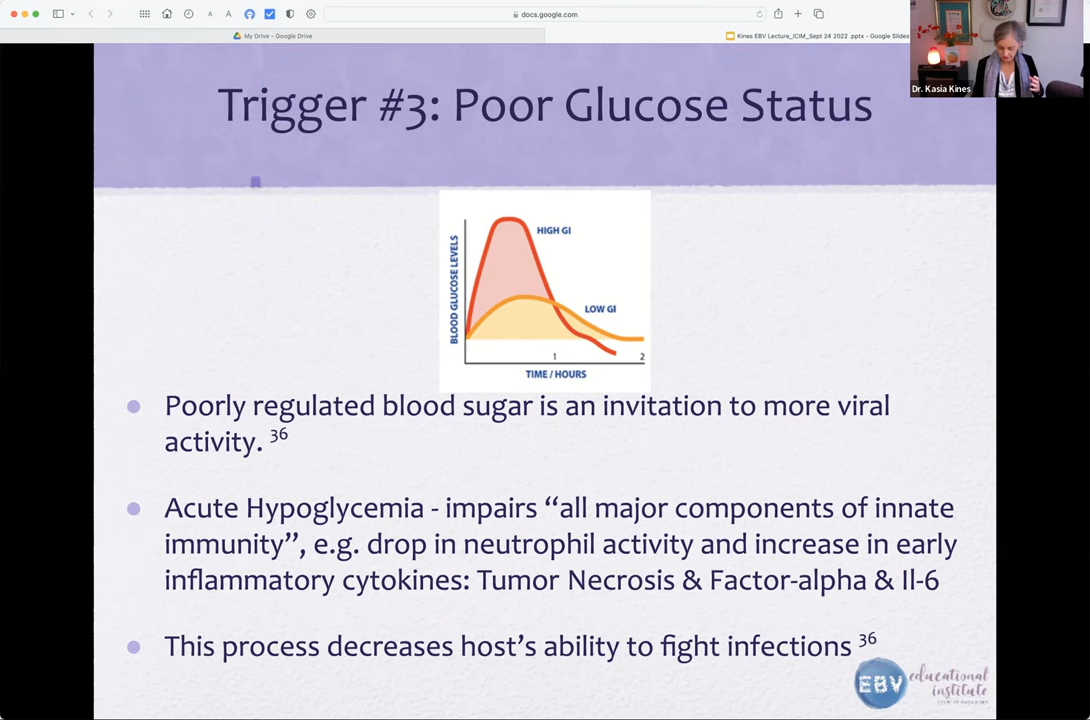 docs.google.com
My Drive - Google Drive
Kines EBV Lecture_ICIM_Sept 24 2022 .pptx - Google Slides
Dr. Kasia Kines
Trigger #3: Poor Glucose Status
HIGH GI
LOW GI
BLOOD GLUCOSE LEVELS
1
2
TIME / HOURS
Poorly regulated blood sugar is an invitation to more viral
activity. 36
Acute Hypoglycemia - impairs “all major components of innate
immunity”, e.g. drop in neutrophil activity and increase in early
inflammatory cytokines: Tumor Necrosis & Factor-alpha & Il-6
This process decreases host’s ability to fight infections 36
EBV educational
institute